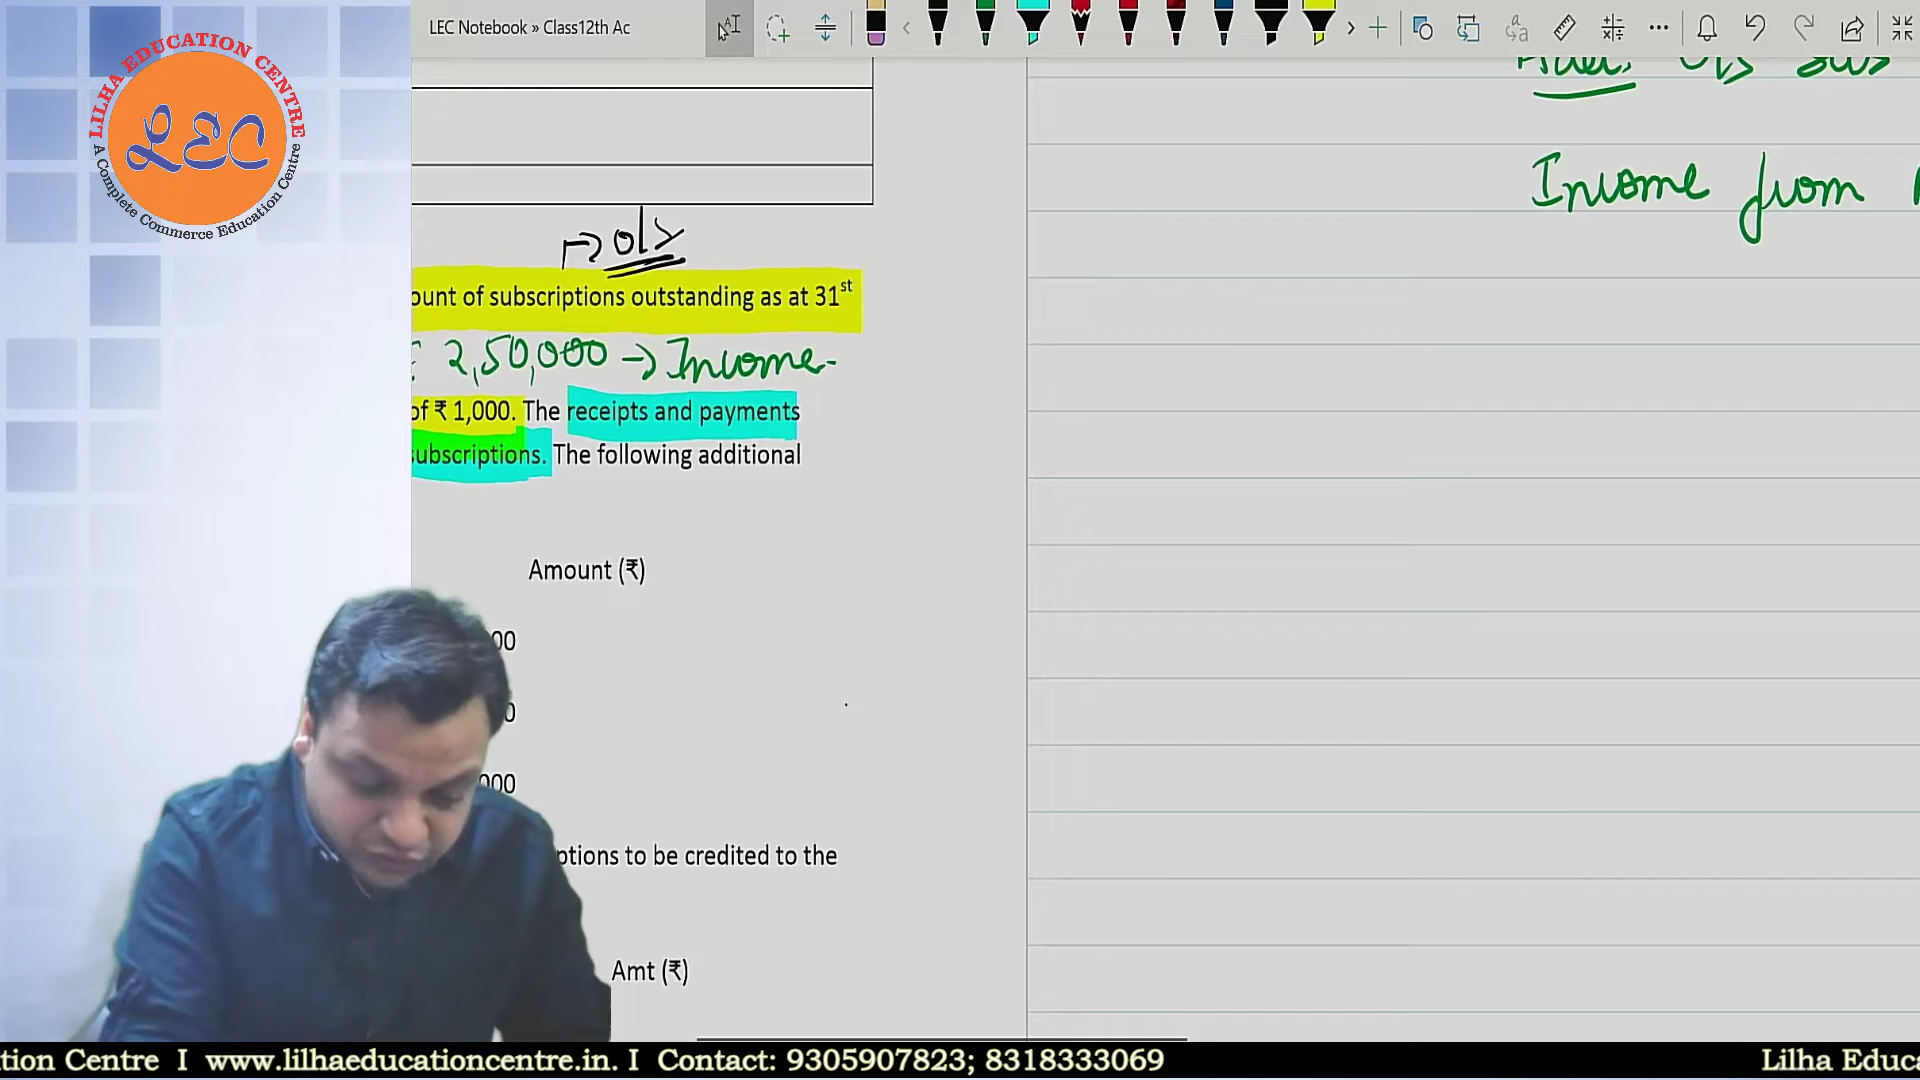 LEC Notebook » Class12th Ac
LILHA EDUCATION CENTRE
LEC
A Complete Commerce Education Centre
O/s sub
Income from
o/s
ount of subscriptions outstanding as at 31st
₹ 2,50,000 → Income
of ₹ 1,000. The receipts and payments
subscriptions. The following additional
Amount (₹)
00
0
000
ptions to be credited to the
Amt (₹)
tion Centre I www.lilhaeducationcentre.in. I Contact: 9305907823; 8318333069 Lilha Educa